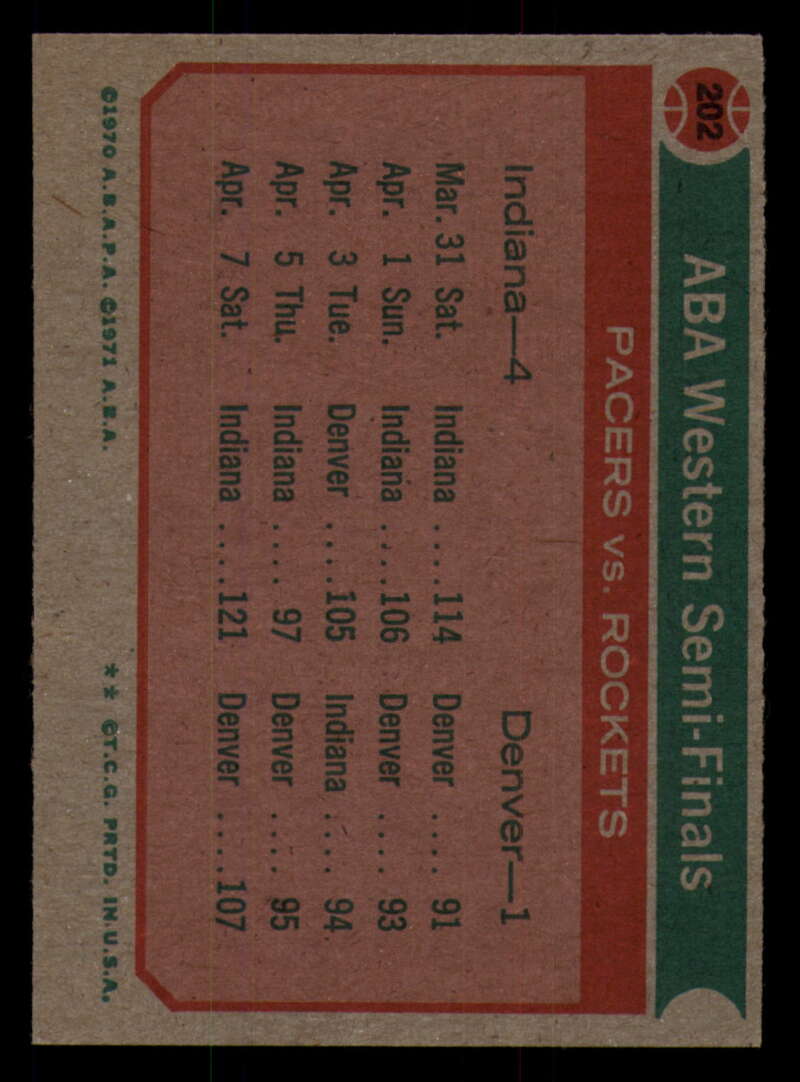 202
ABA Western Semi-Finals
PACERS vs. ROCKETS
Indiana—4 Denver—1
Mar. 31 Sat. Indiana ....114 Denver .... 91
Apr. 1 Sun. Indiana ....106 Denver .... 93
Apr. 3 Tue. Denver ....105 Indiana .... 94
Apr. 5 Thu. Indiana .... 97 Denver .... 95
Apr. 7 Sat. Indiana ....121 Denver ....107
©1970 A.B.A.P.A. ©1971 A.B.A. ** ©T.C.G. PRTD. IN U.S.A.